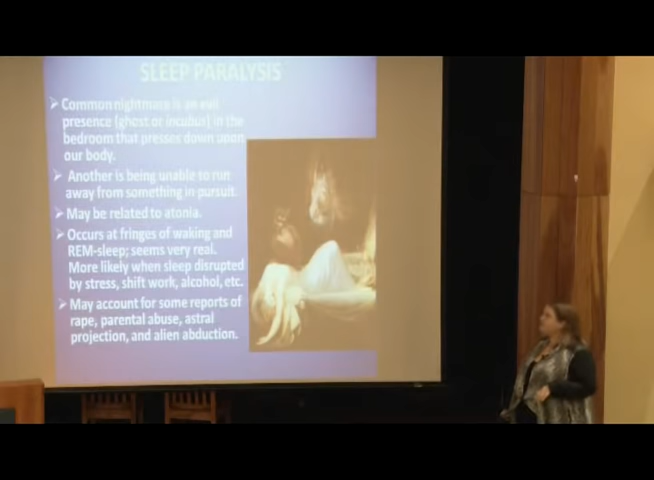 SLEEP PARALYSIS
➢ Common nightmare is an evil
presence (ghost or incubus) in the
bedroom that presses down upon
our body.
➢ Another is being unable to run
away from something in pursuit.
➢ May be related to atonia.
➢ Occurs at fringes of waking and
REM-sleep; seems very real.
More likely when sleep disrupted
by stress, shift work, alcohol, etc.
➢ May account for some reports of
rape, parental abuse, astral
projection, and alien abduction.